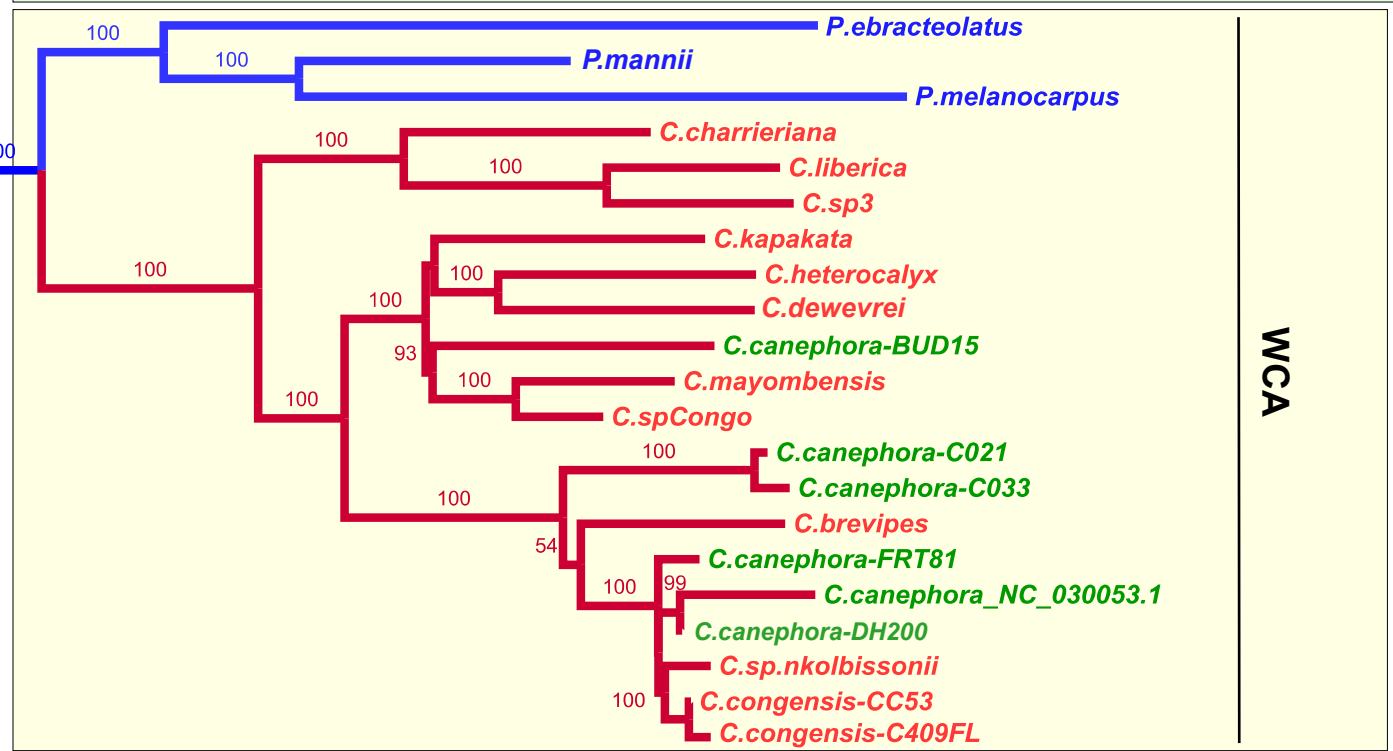 P.ebracteolatus
100
P.mannii
100
P.melanocarpus
C.charrieriana
100
00
C.liberica
100
C.sp3
C.kapakata
100
C.heterocalyx
100
C.dewevrei
100
C.canephora-BUD15
93
C.mayombensis
100
100
C.spCongo
C.canephora-C021
100
C.canephora-C033
100
C.brevipes
54
C.canephora-FRT81
99
100
C.canephora_NC_030053.1
C.canephora-DH200
C.sp.nkolbissonii
100
C.congensis-CC53
C.congensis-C409FL
WCA